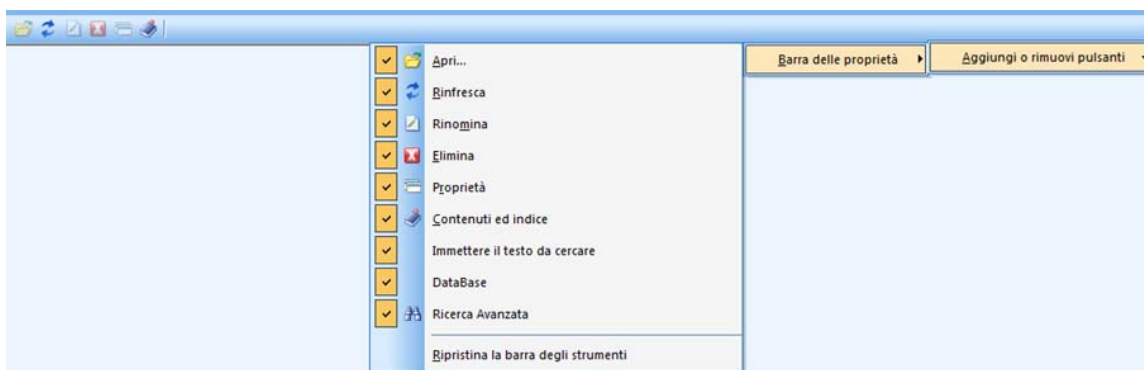 Apri...
Rinfresca
Rinomina
Elimina
Proprietà
Contenuti ed indice
Immettere il testo da cercare
DataBase
Ricerca Avanzata
Ripristina la barra degli strumenti
Barra delle proprietà
Aggiungi o rimuovi pulsanti